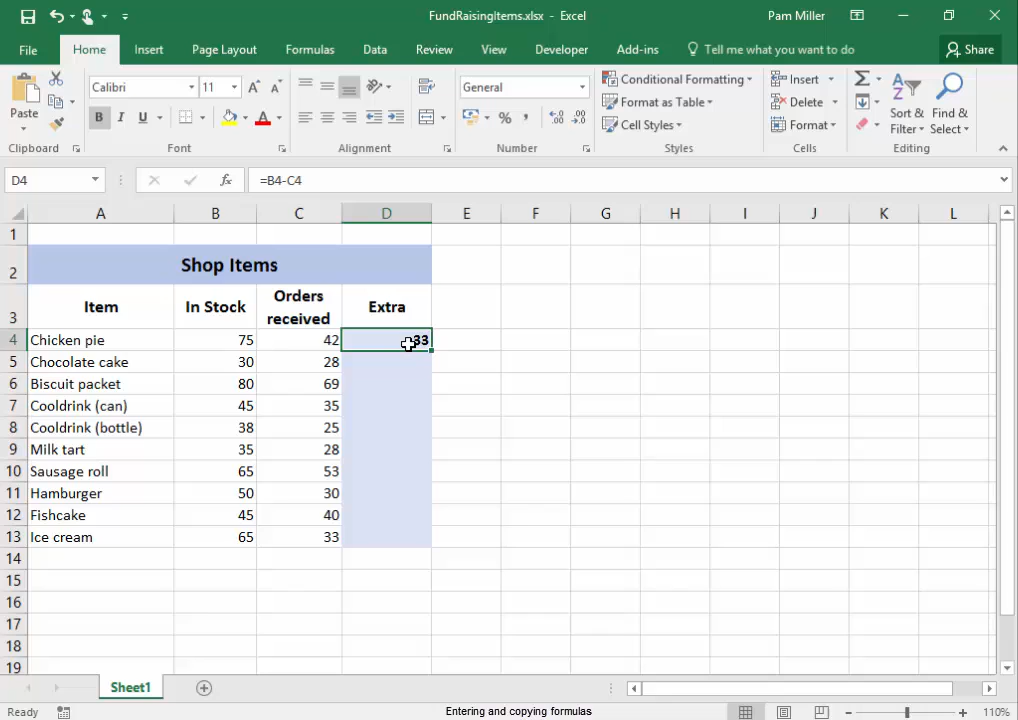 FundRaisingItems.xlsx - Excel
Pam Miller
File Home Insert Page Layout Formulas Data Review View Developer Add-ins Tell me what you want to do Share
Paste
Clipboard
Calibri 11
B I U
Font
Alignment
General
Number
Conditional Formatting
Format as Table
Cell Styles
Styles
Insert
Delete
Format
Cells
Sort &
Filter
Find &
Select
Editing
D4 fx =B4-C4
A B C D E F G H I J K L
1
2 Shop Items
3 Item In Stock Orders received Extra
4 Chicken pie 75 42 33
5 Chocolate cake 30 28
6 Biscuit packet 80 69
7 Cooldrink (can) 45 35
8 Cooldrink (bottle) 38 25
9 Milk tart 35 28
10 Sausage roll 65 53
11 Hamburger 50 30
12 Fishcake 45 40
13 Ice cream 65 33
14
15
16
17
18
19
Sheet1
Ready Entering and copying formulas 110%